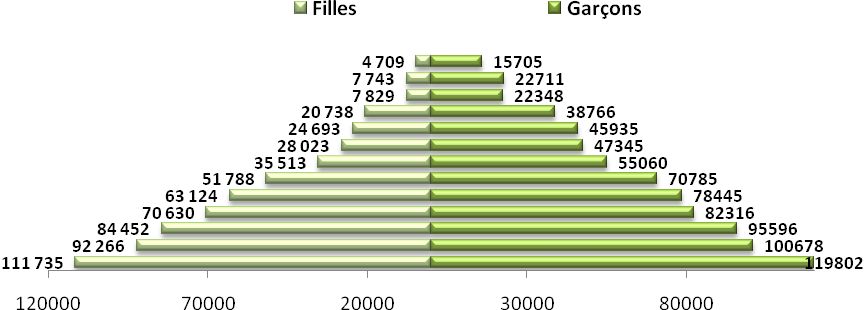 Filles Garçons
4 709 15705
7 743 22711
7 829 22348
20 738 38766
24 693 45935
28 023 47345
35 513 55060
51 788 70785
63 124 78445
70 630 82316
84 452 95596
92 266 100678
111 735 119802
120000 70000 20000 30000 80000